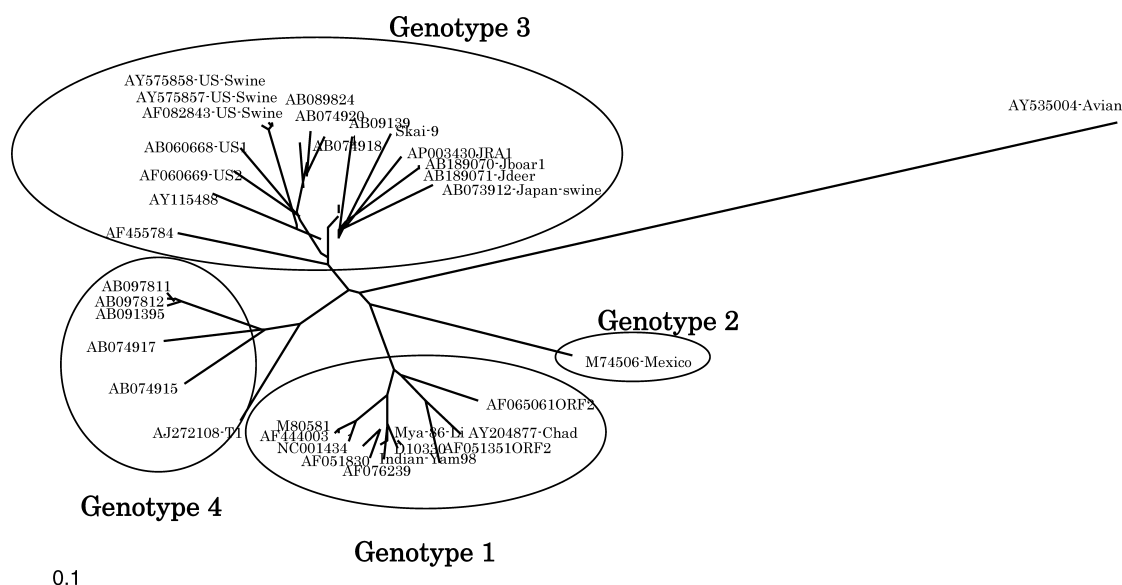 Genotype 3
AY575858-US-Swine
AY575857-US-Swine
AB089824
AF082843-US-Swine
AB074920
AB09139
Skai-9
AY535004-Avian
AB060668-US1
AB074918
AP003430JRA1
AB189070-Jboar1
AF060669-US2
AB189071-Jdeer
AY115488
AB073912-Japan-swine
AF455784
AB097811
AB097812
AB091395
AB074917
AB074915
AJ272108-T1
Genotype 2
M74506-Mexico
AF065061ORF2
M80581
AF444003
Mya-86-Li
AY204877-Chad
NC001434
D10330
AF051351ORF2
AF051830
Indian-Yam98
AF076239
Genotype 4
Genotype 1
0.1